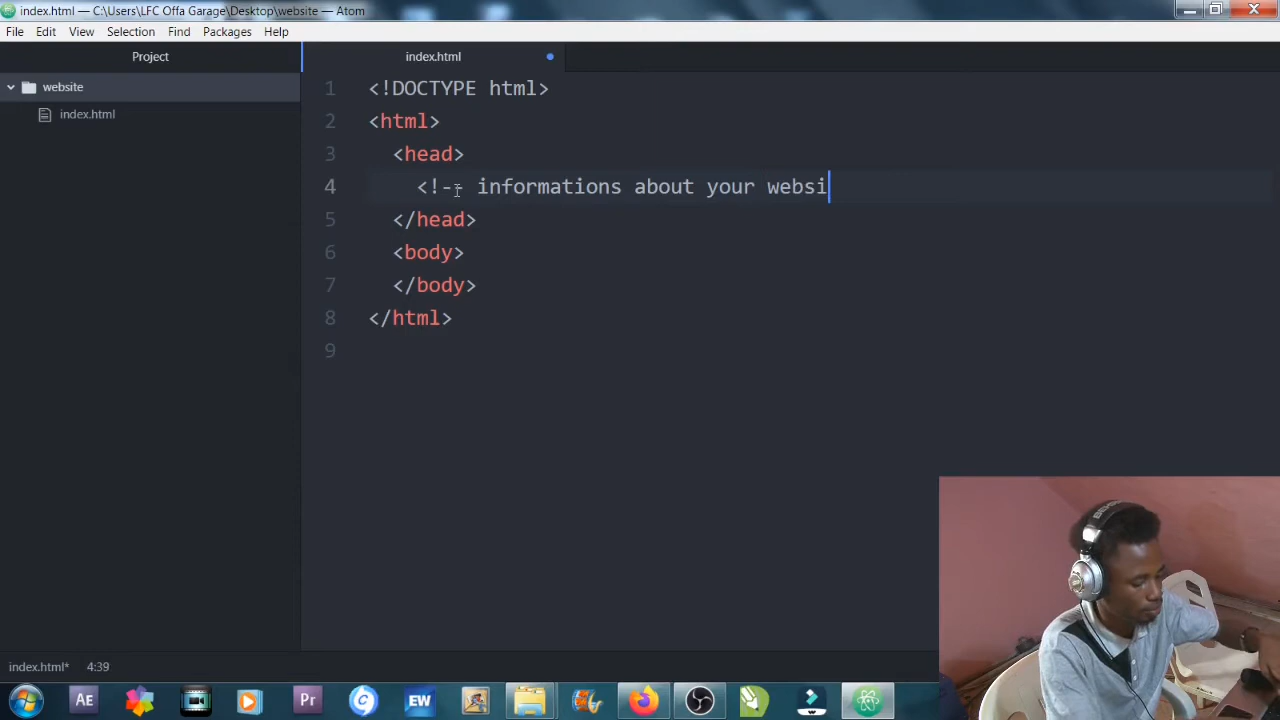 index.html — C:\Users\LFC Offa Garage\Desktop\website — Atom
File Edit View Selection Find Packages Help
Project
index.html
website
index.html
1 <!DOCTYPE html>
2 <html>
3 <head>
4 <!-- informations about your websi
5 </head>
6 <body>
7 </body>
8 </html>
9
index.html* 4:39
Ae
Pr
EW